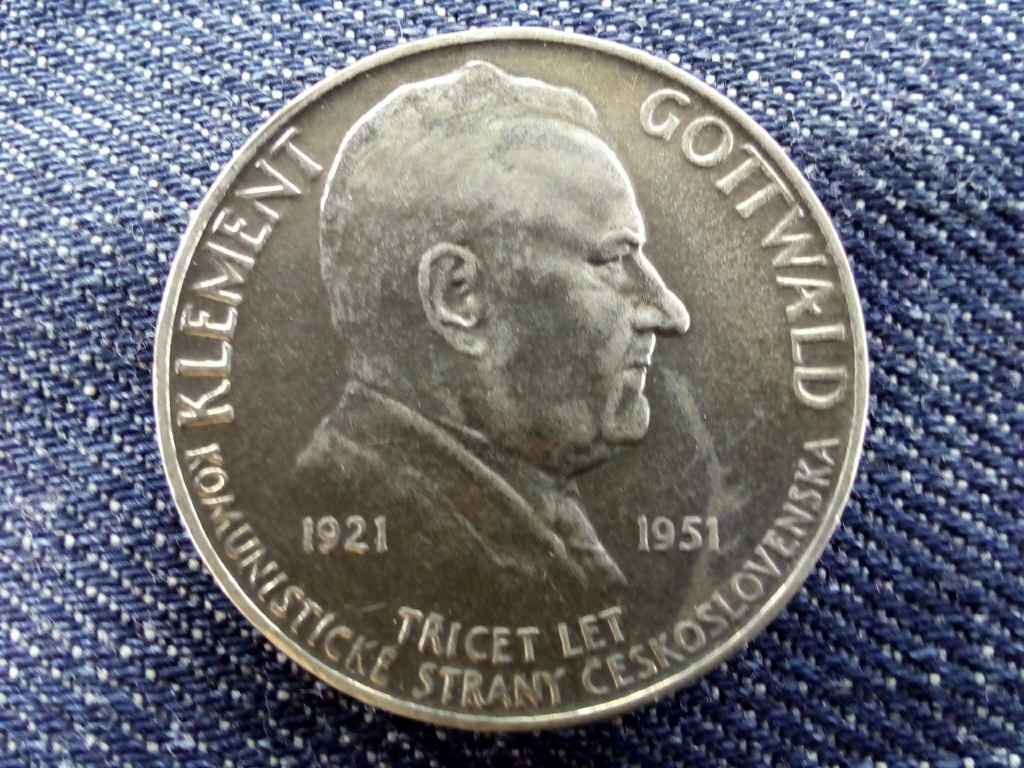 KLEMENT GOTTWALD
1921 1951
TŘICET LET
KOMUNISTICKÉ STRANY ČESKOSLOVENSKA